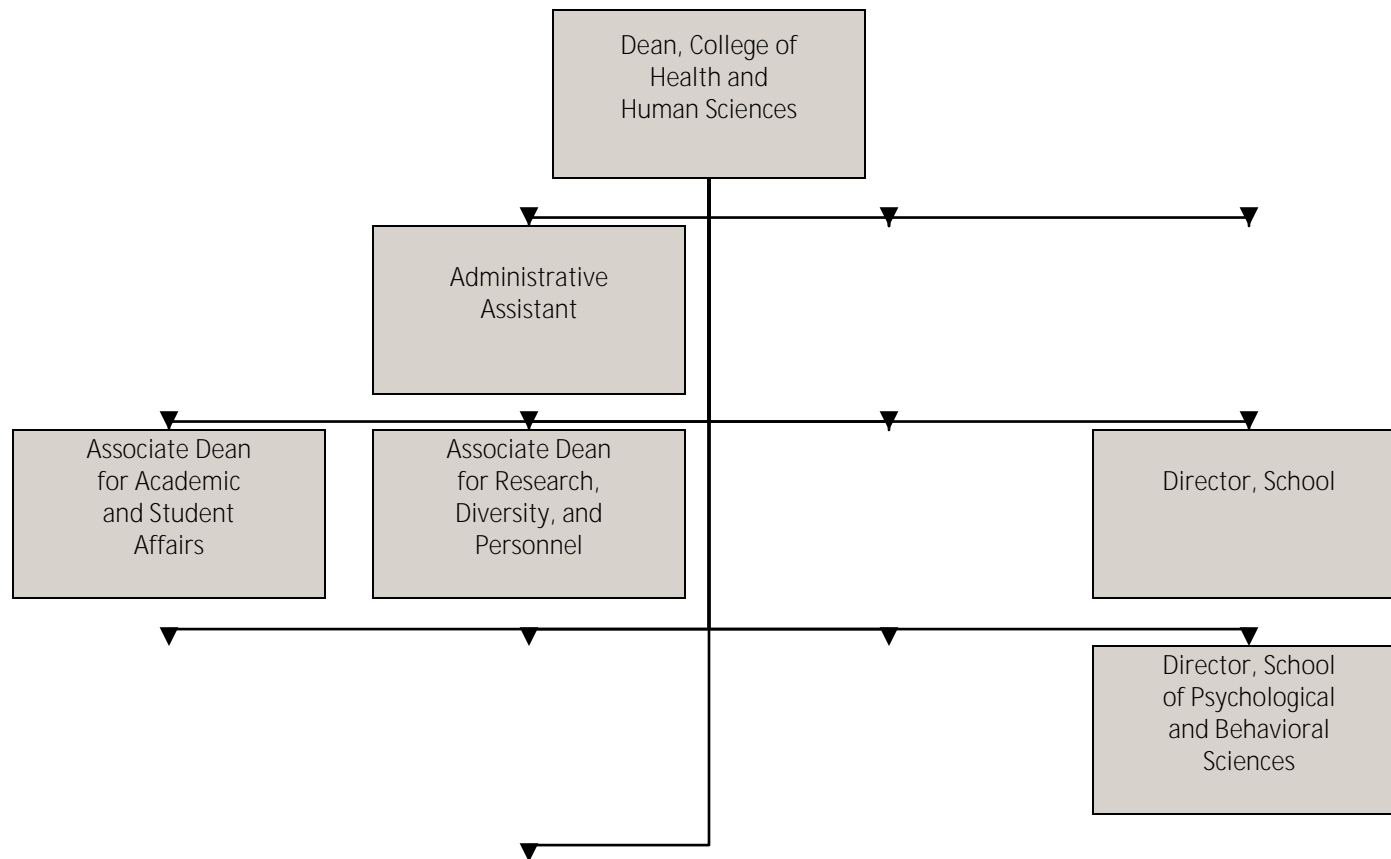 Dean, College of
Health and
Human Sciences
Administrative
Assistant
Associate Dean
for Academic
and Student
Affairs
Associate Dean
for Research,
Diversity, and
Personnel
Director, School
Director, School
of Psychological
and Behavioral
Sciences